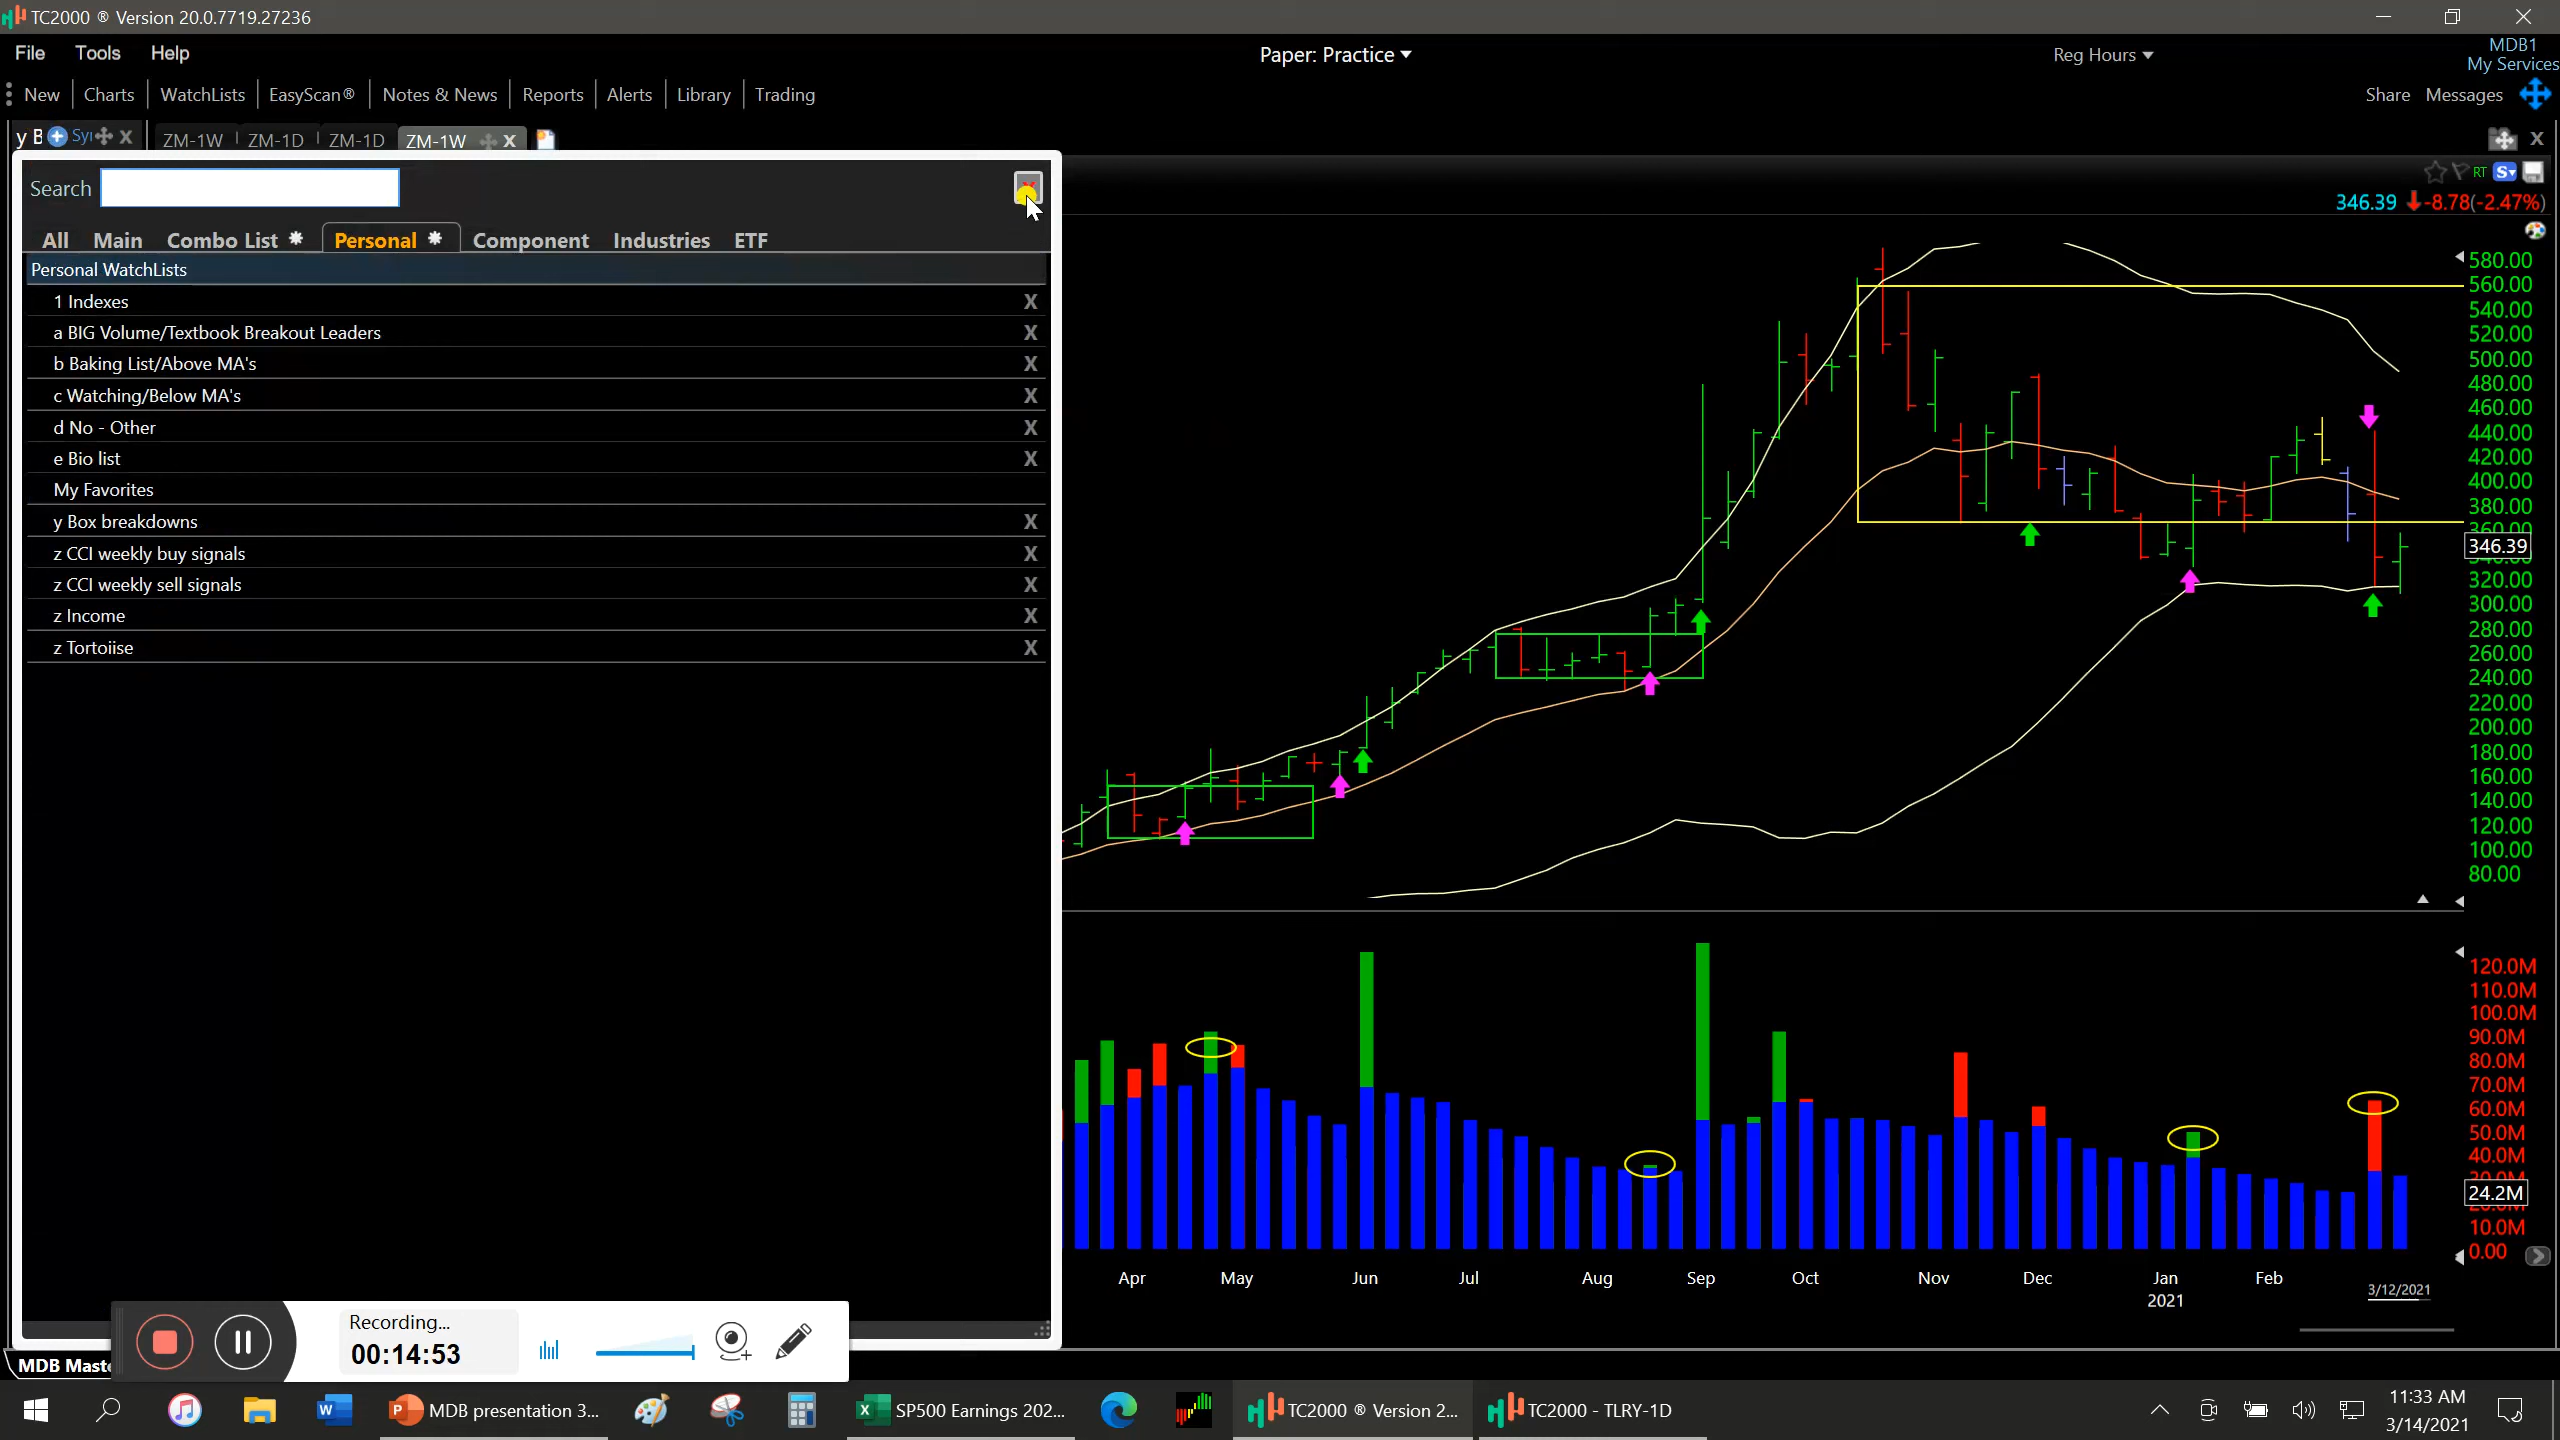 TC2000 ® Version 20.0.7719.27236
File Tools Help
Paper: Practice
Reg Hours
MDB1
My Services
New Charts WatchLists EasyScan® Notes & News Reports Alerts Library Trading
Share Messages
y B Syı ZM-1W ZM-1D ZM-1D ZM-1W
Search
RT S
346.39 -8.78(-2.47%)
All Main Combo List * Personal * Component Industries ETF
Personal WatchLists
1 Indexes X
a BIG Volume/Textbook Breakout Leaders X
b Baking List/Above MA's X
c Watching/Below MA's X
d No - Other X
e Bio list X
My Favorites
y Box breakdowns X
z CCI weekly buy signals X
z CCI weekly sell signals X
z Income X
z Tortoiise X
580.00
560.00
540.00
520.00
500.00
480.00
460.00
440.00
420.00
400.00
380.00
360.00
346.39
320.00
300.00
280.00
260.00
240.00
220.00
200.00
180.00
160.00
140.00
120.00
100.00
80.00
120.0M
110.0M
100.0M
90.0M
80.0M
70.0M
60.0M
50.0M
40.0M
30.0M
24.2M
10.0M
0.00
Apr May Jun Jul Aug Sep Oct Nov Dec Jan Feb
2021
3/12/2021
Recording...
00:14:53
MDB Maste
MDB presentation 3...
SP500 Earnings 202...
TC2000 ® Version 2...
TC2000 - TLRY-1D
11:33 AM
3/14/2021